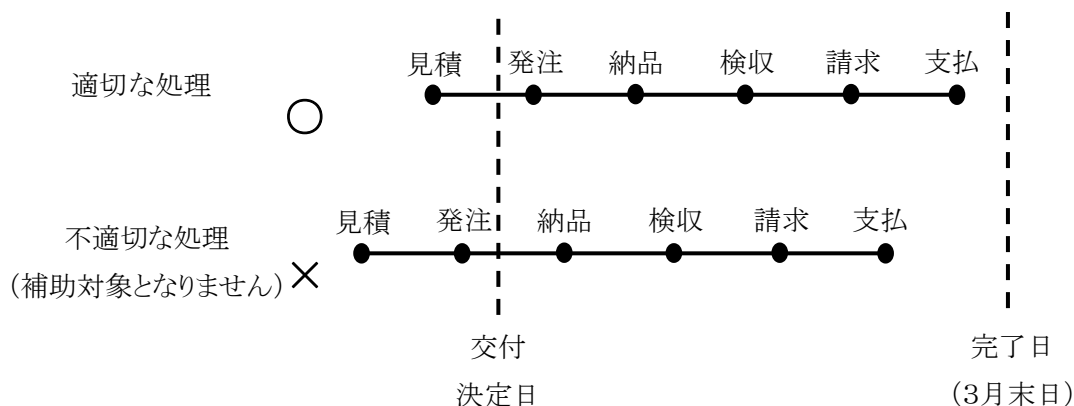 適切な処理
○
見積 発注 納品 検収 請求 支払
不適切な処理
(補助対象となりません)
×
見積 発注 納品 検収 請求 支払
交付
決定日
完了日
(3月末日)